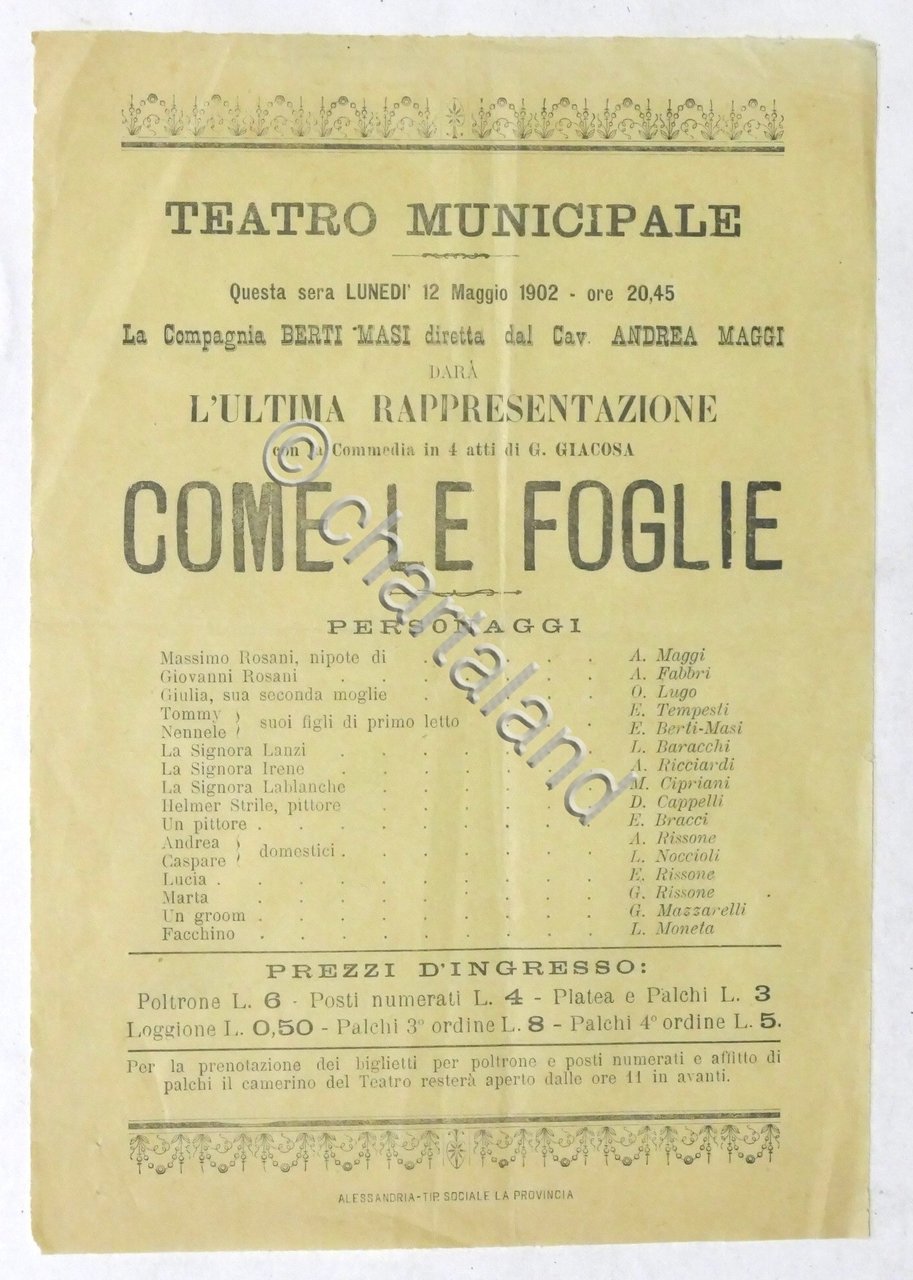 TEATRO MUNICIPALE
Questa sera LUNEDI' 12 Maggio 1902 - ore 20,45
La Compagnia BERTI-MASI diretta dal Cav. ANDREA MAGGI
DARÀ
L'ULTIMA RAPPRESENTAZIONE
con la Commedia in 4 atti di G. GIACOSA
COME LE FOGLIE
PERSONAGGI
Massimo Rosani, nipote di . . . . . A. Maggi
Giovanni Rosani . . . . . . . A. Fabbri
Giulia, sua seconda moglie . . . . . O. Lugo
Tommy ) suoi figli di primo letto . . . . E. Tempesti
Nennele ) E. Berti-Masi
La Signora Lanzi . . . . . . . L. Baracchi
La Signora Irene . . . . . . . A. Ricciardi
La Signora Lablanche . . . . . . M. Cipriani
Helmer Strile, pittore . . . . . . D. Cappelli
Un pittore . . . . . . . . . E. Bracci
Andrea ) domestici . . . . . . . A. Rissone
Caspare ) L. Noccioli
Lucia . . . . . . . . . . E. Rissone
Marta . . . . . . . . . G. Rissone
Un groom . . . . . . . . . G. Mazzarelli
Facchino . . . . . . . . . L. Moneta
PREZZI D'INGRESSO:
Poltrone L. 6 - Posti numerati L. 4 - Platea e Palchi L. 3
Loggione L. 0,50 - Palchi 3° ordine L. 8 - Palchi 4° ordine L. 5.
Per la prenotazione dei biglietti per poltrone e posti numerati e affitto di
palchi il camerino del Teatro resterà aperto dalle ore 11 in avanti.
ALESSANDRIA-TIP. SOCIALE LA PROVINCIA
© chartaland